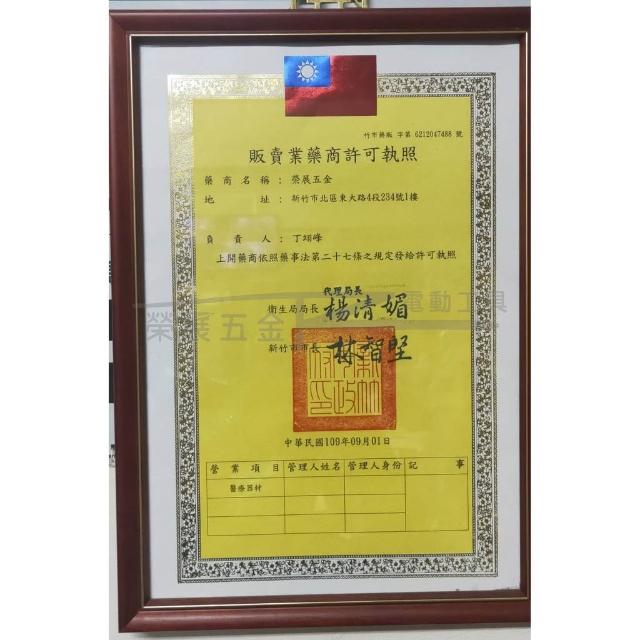 竹市藥販 字第 6212047488 號
販賣業藥商許可執照
藥商名稱：榮展五金
地址：新竹市北區東大路4段234號1樓
負責人：丁翊峰
上開藥商依照藥事法第二十七條之規定發給許可執照
代理局長
衛生局局長 楊清媚
新竹市市長 林智堅
新竹市政府印
中華民國109年09月01日
營業項目 管理人姓名 管理人身份 記事
醫療器材
榮展五金 電動工具